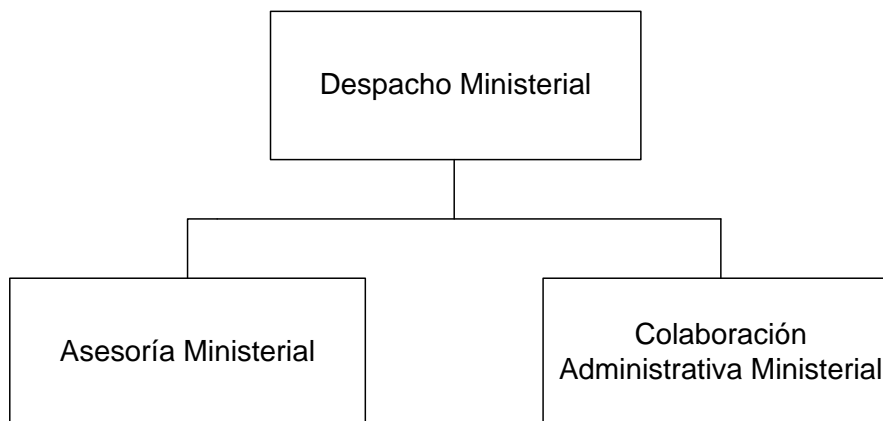 Despacho Ministerial
Asesoría Ministerial
Colaboración
Administrativa Ministerial